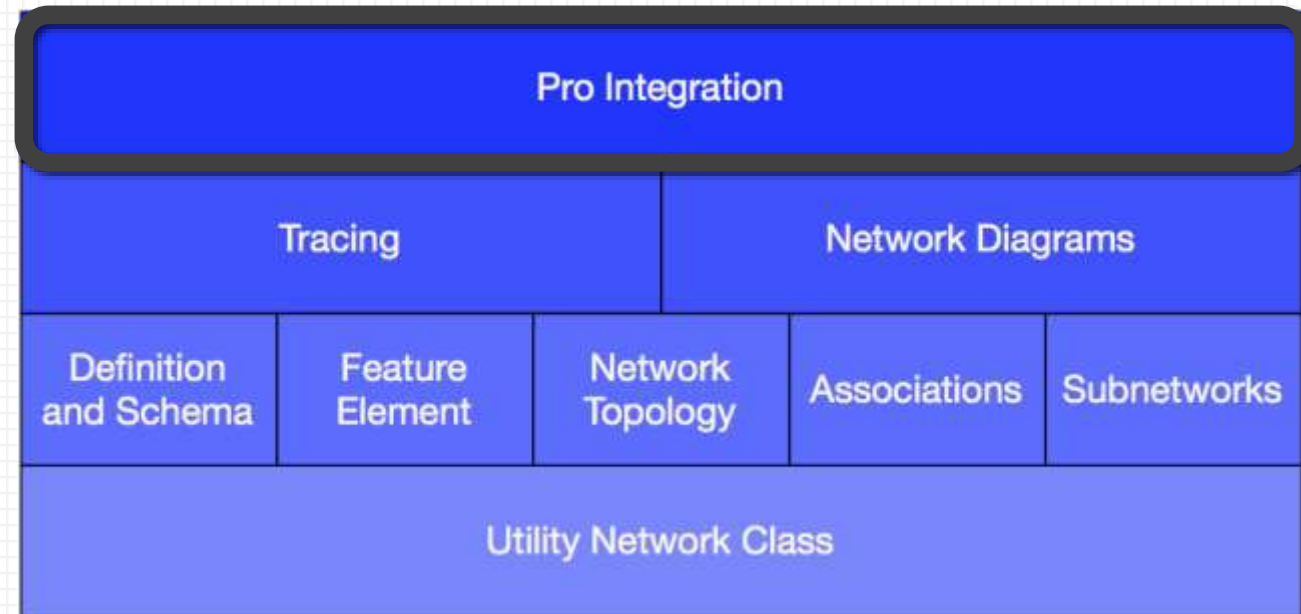 Pro Integration
Tracing
Network Diagrams
Definition
and Schema
Feature
Element
Network
Topology
Associations
Subnetworks
Utility Network Class